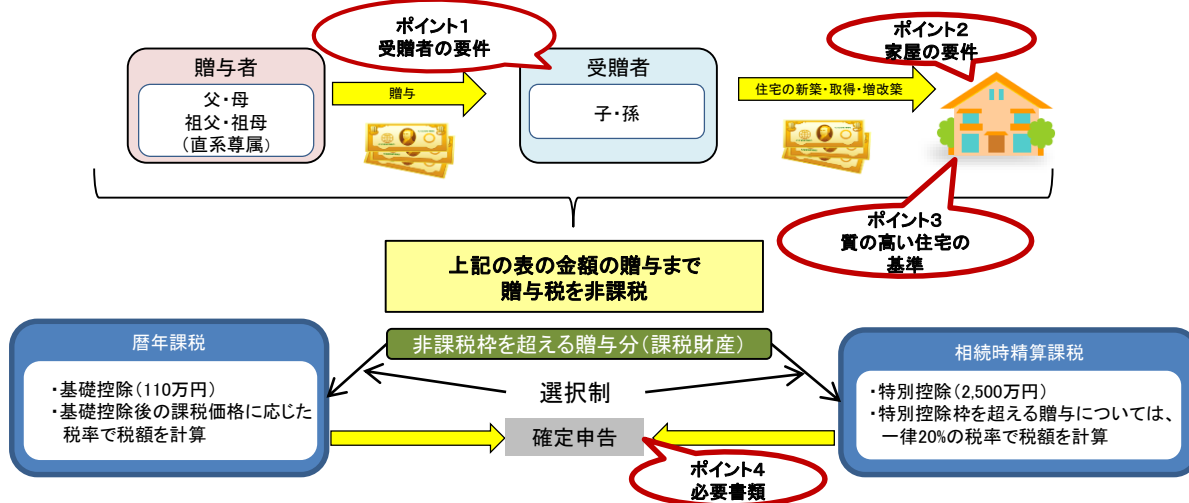 ポイント1
受贈者の要件
ポイント2
家屋の要件
贈与者
父・母
祖父・祖母
(直系尊属)
贈与
受贈者
子・孫
住宅の新築・取得・増改築
ポイント3
質の高い住宅の
基準
上記の表の金額の贈与まで
贈与税を非課税
暦年課税
・基礎控除(110万円)
・基礎控除後の課税価格に応じた
税率で税額を計算
非課税枠を超える贈与分(課税財産)
選択制
確定申告
相続時精算課税
・特別控除(2,500万円)
・特別控除枠を超える贈与については、
一律20%の税率で税額を計算
ポイント4
必要書類